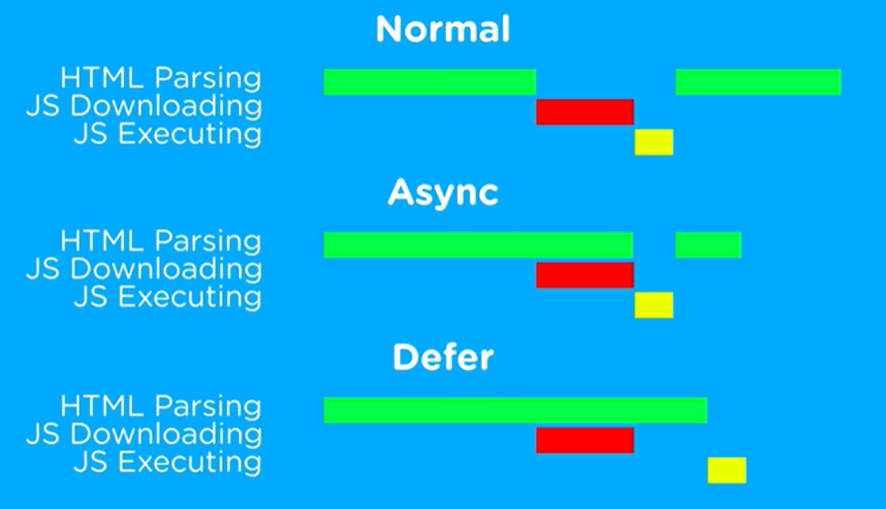 Normal
HTML Parsing
JS Downloading
JS Executing
Async
HTML Parsing
JS Downloading
JS Executing
Defer
HTML Parsing
JS Downloading
JS Executing